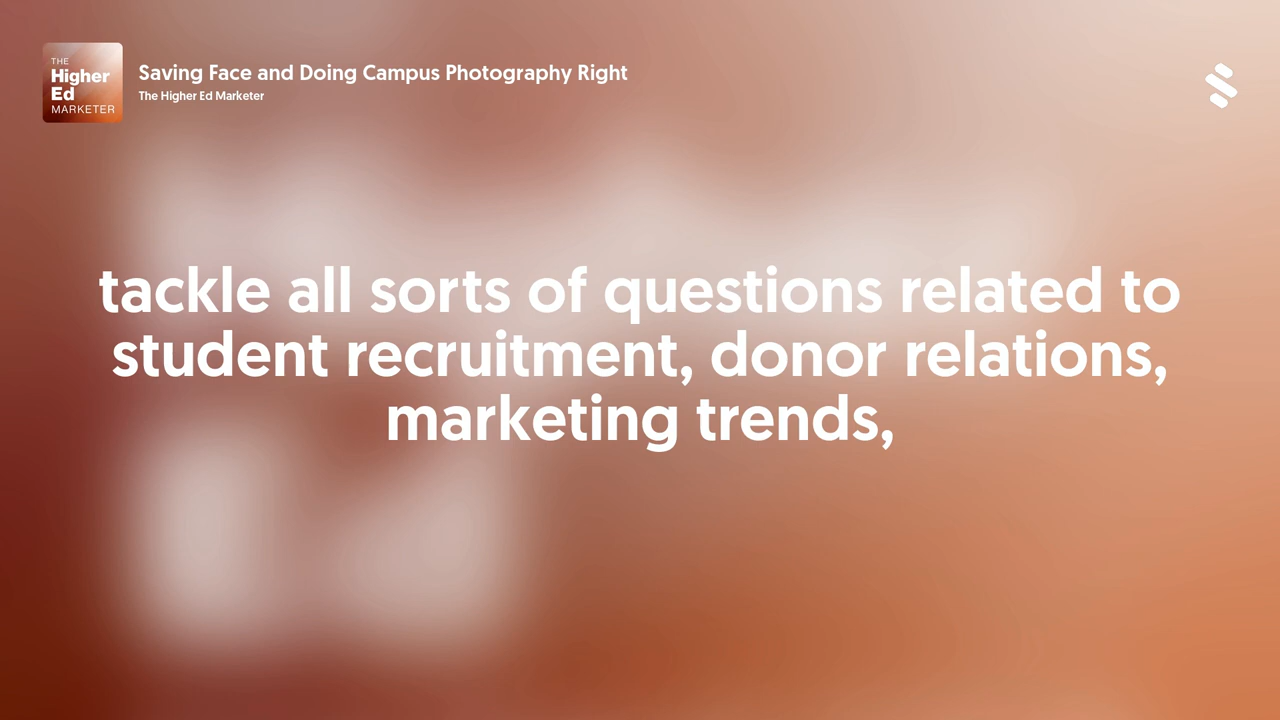 THE
Higher
Ed
MARKETER
Saving Face and Doing Campus Photography Right
The Higher Ed Marketer
tackle all sorts of questions related to
student recruitment, donor relations,
marketing trends,